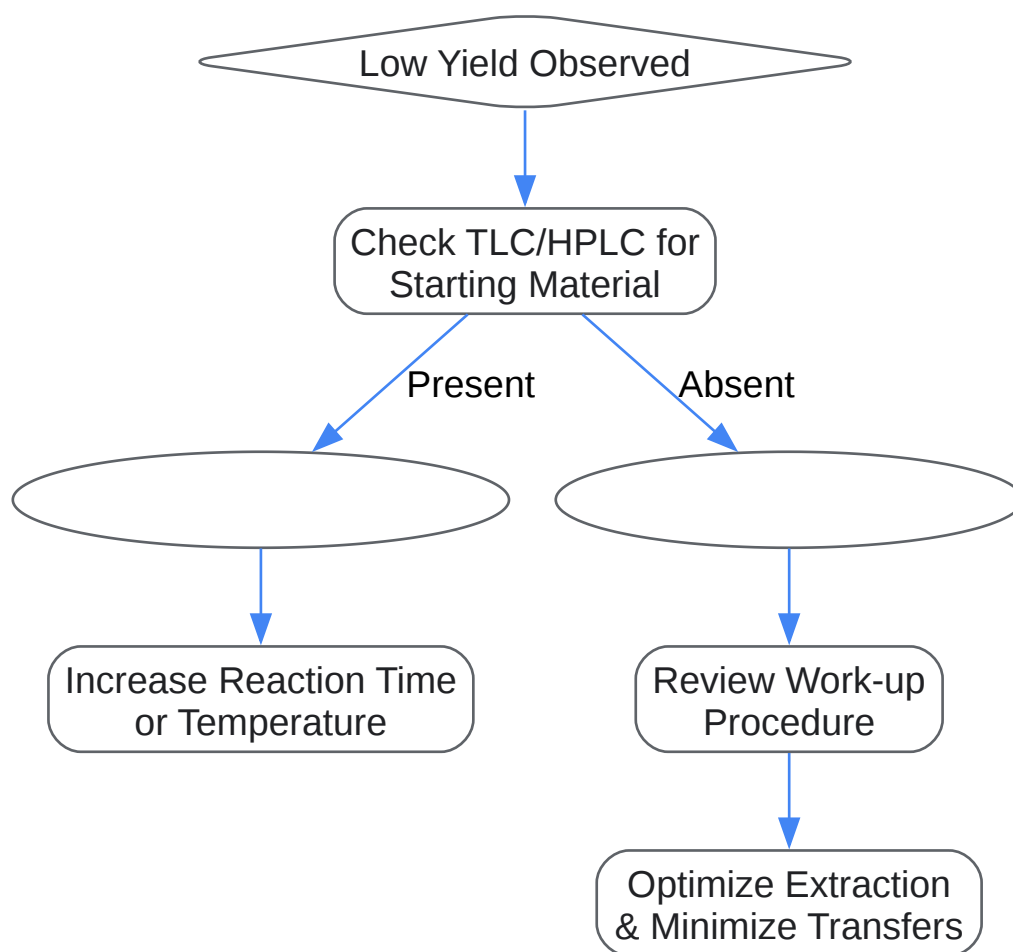 Low Yield Observed
Check TLC/HPLC for
Starting Material
Present
Absent
Increase Reaction Time
or Temperature
Review Work-up
Procedure
Optimize Extraction
& Minimize Transfers